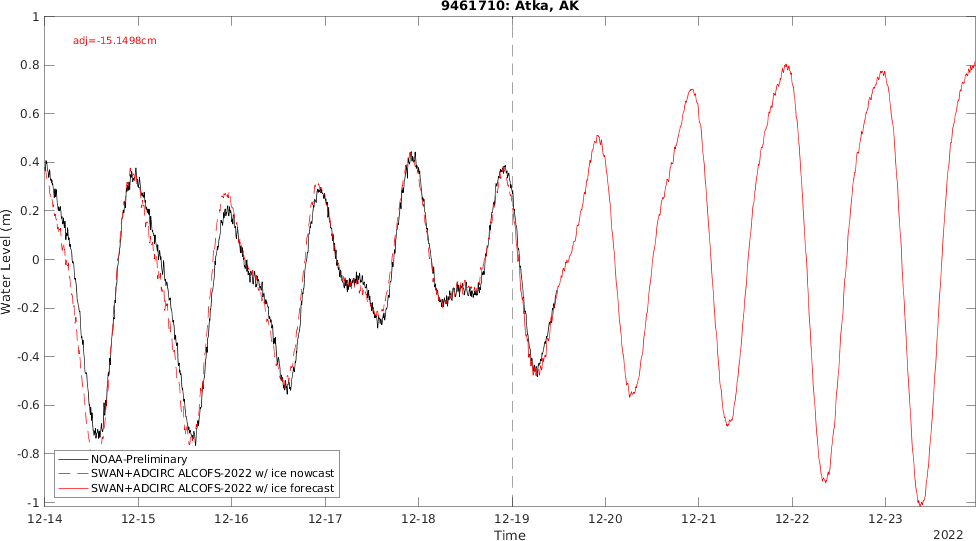 9461710: Atka, AK
adj=-15.1498cm
Water Level (m)
1
0.8
0.6
0.4
0.2
0
-0.2
-0.4
-0.6
-0.8
-1
NOAA-Preliminary
SWAN+ADCIRC ALCOFS-2022 w/ ice nowcast
SWAN+ADCIRC ALCOFS-2022 w/ ice forecast
12-14 12-15 12-16 12-17 12-18 12-19 12-20 12-21 12-22 12-23
Time
2022